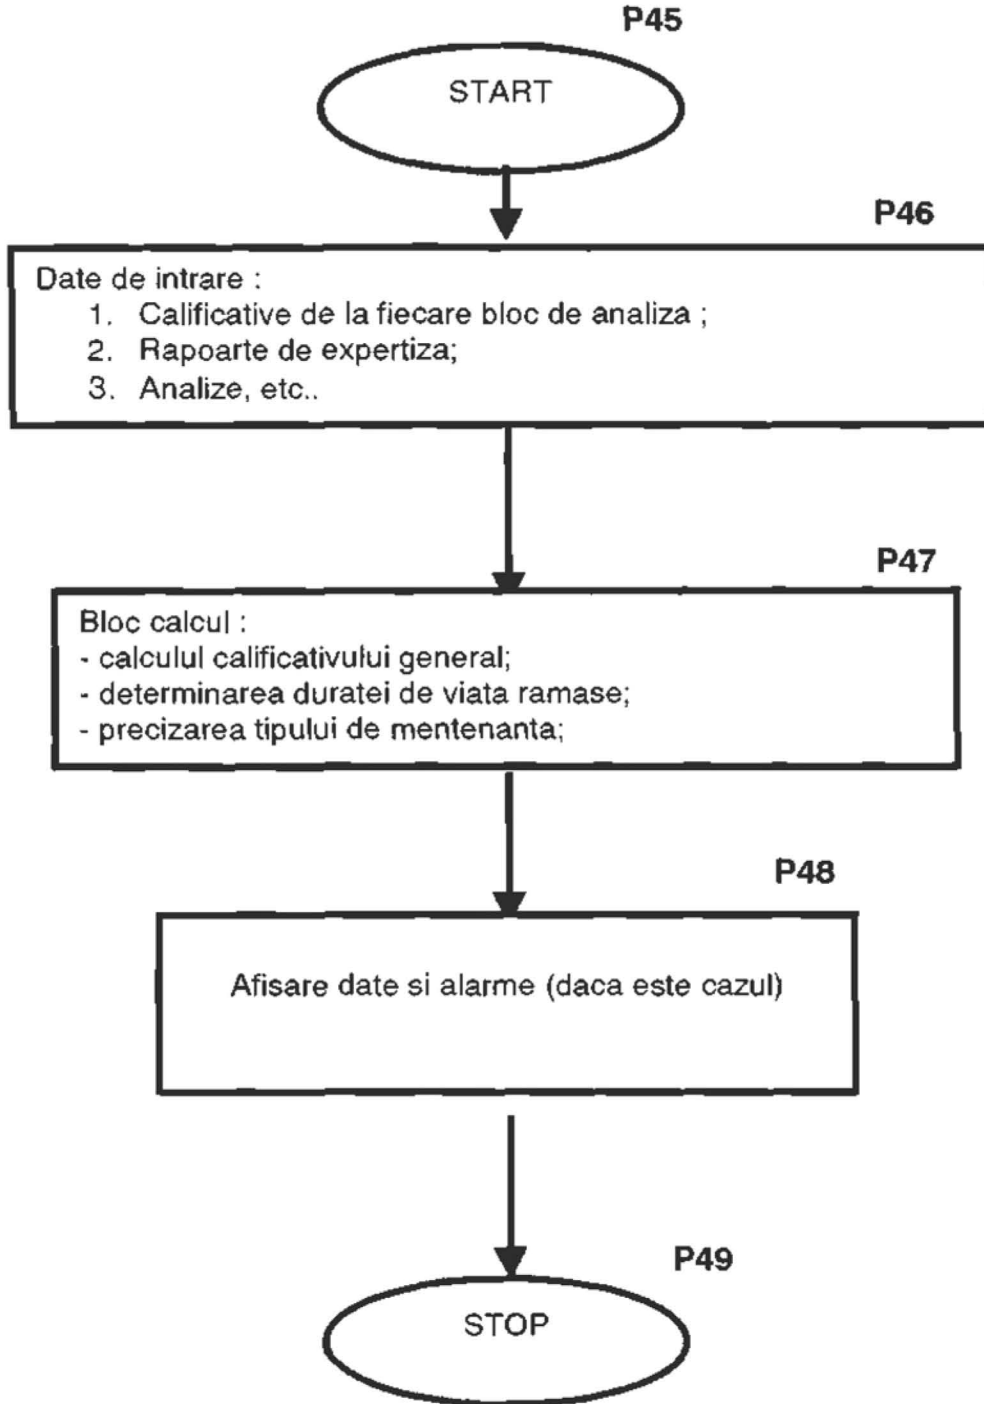 P45
START
P46
Date de intrare :
1. Calificative de la fiecare bloc de analiza ;
2. Rapoarte de expertiza;
3. Analize, etc..
P47
Bloc calcul :
- calculul calificativului general;
- determinarea duratei de viata ramase;
- precizarea tipului de mentenanta;
P48
Afisare date si alarme (daca este cazul)
P49
STOP